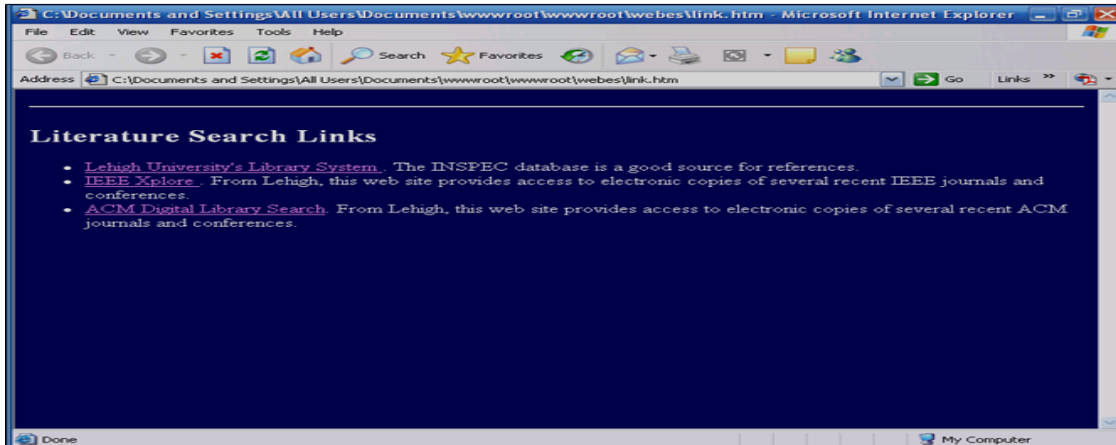 C:\Documents and Settings\All Users\Documents\wwwroot\wwwroot\webes\link.htm - Microsoft Internet Explorer
File Edit View Favorites Tools Help
Back Search Favorites
Address C:\Documents and Settings\All Users\Documents\wwwroot\wwwroot\webes\link.htm Go Links »
Literature Search Links
• Lehigh University's Library System . The INSPEC database is a good source for references.
• IEEE Xplore . From Lehigh, this web site provides access to electronic copies of several recent IEEE journals and
conferences.
• ACM Digital Library Search. From Lehigh, this web site provides access to electronic copies of several recent ACM
journals and conferences.
Done My Computer